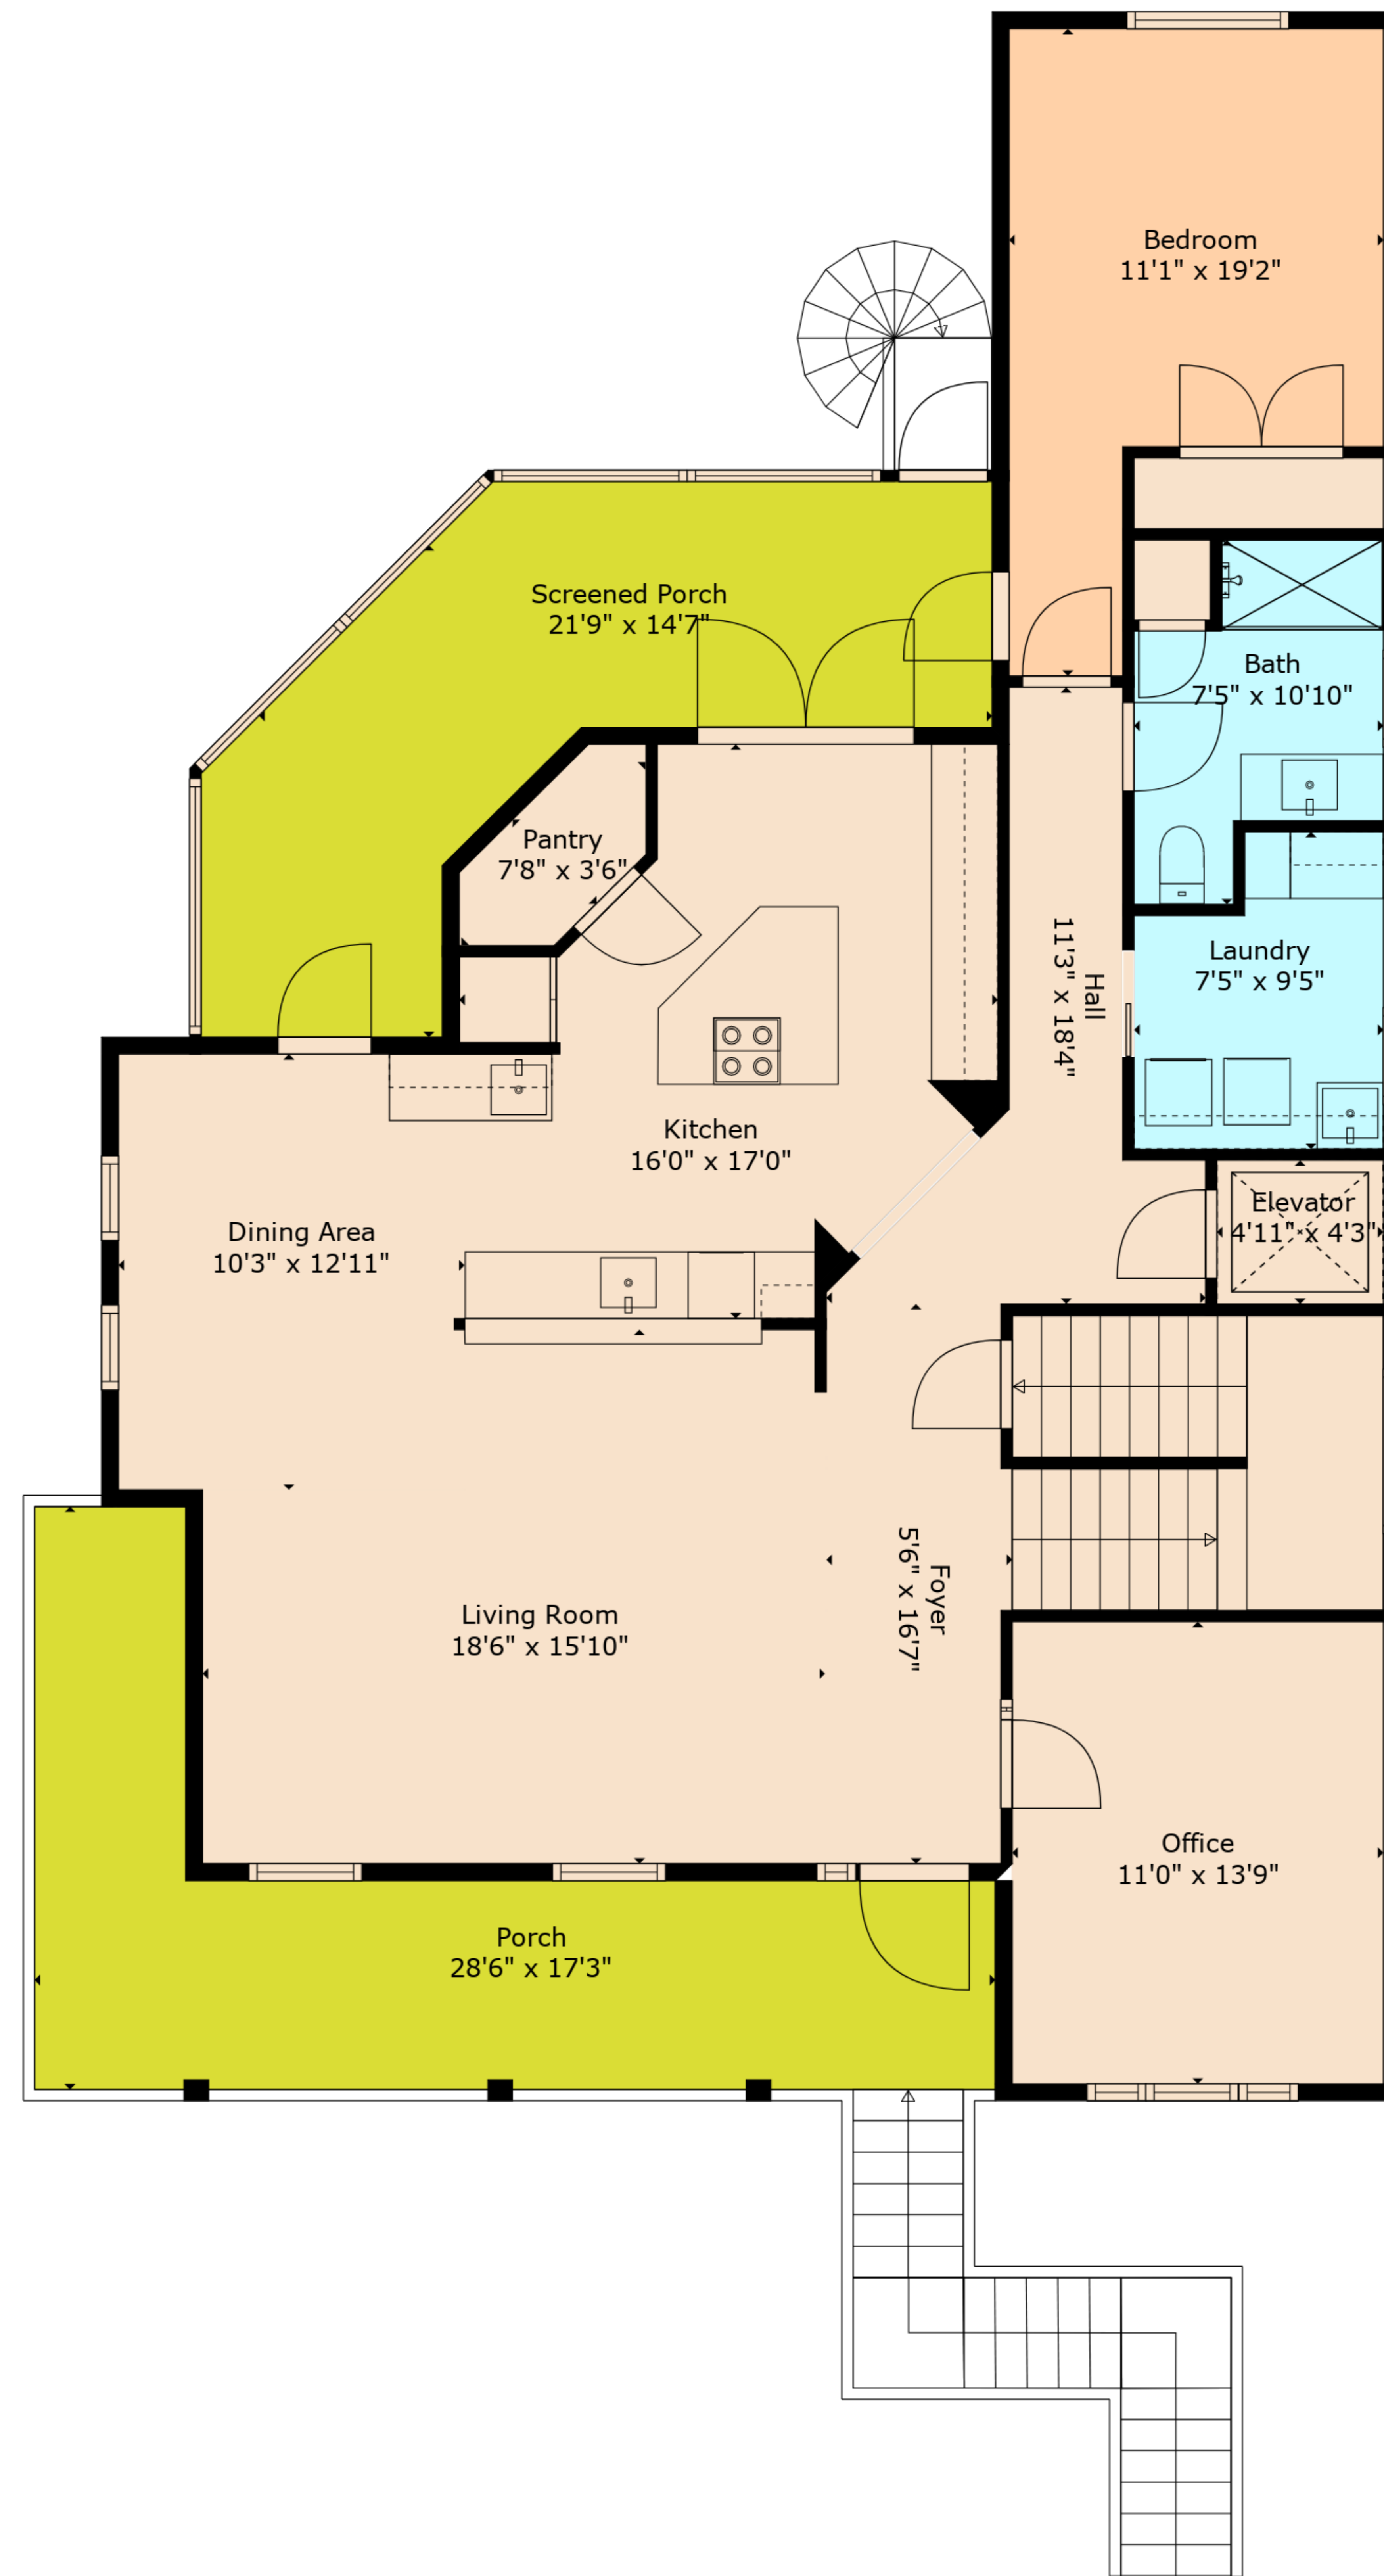 Bedroom
11'1" x 19'2"
Screened Porch
21'9" x 14'7"
Bath
7'5" x 10'10"
Pantry
7'8" x 3'6"
Hall
11'3" x 18'4"
Laundry
7'5" x 9'5"
Kitchen
16'0" x 17'0"
Elevator
4'11" x 4'3"
Dining Area
10'3" x 12'11"
Foyer
5'6" x 16'7"
Living Room
18'6" x 15'10"
Office
11'0" x 13'9"
Porch
28'6" x 17'3"